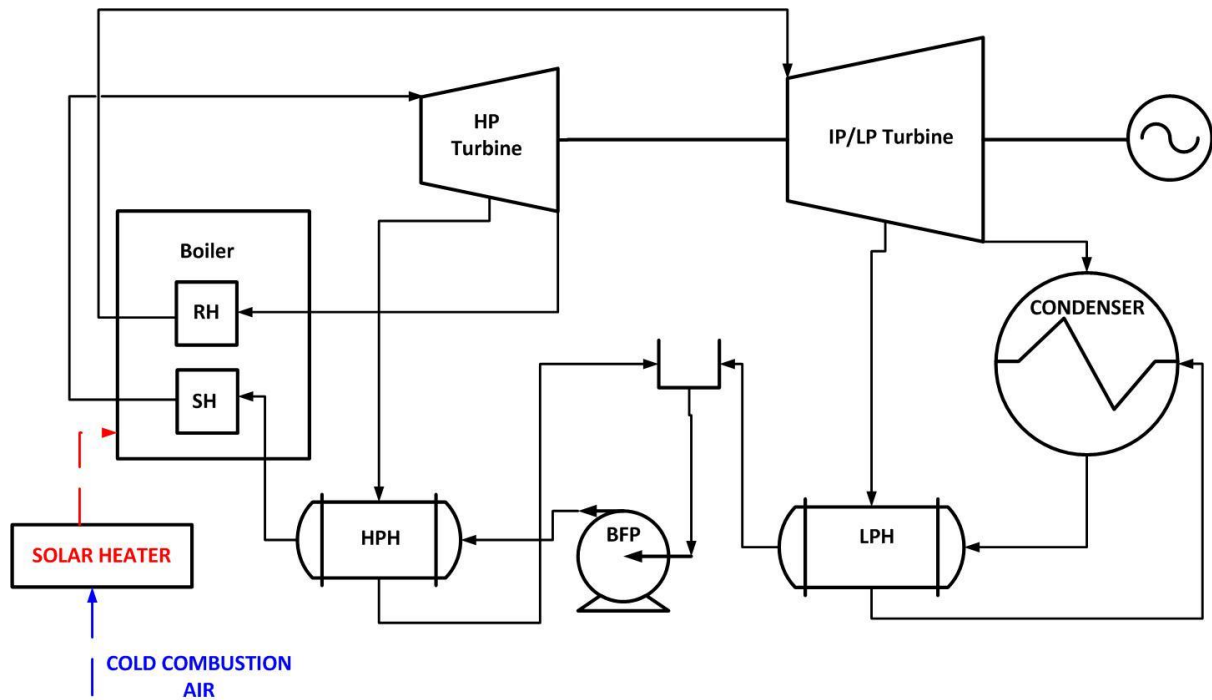 HP
Turbine
IP/LP Turbine
Boiler
RH
CONDENSER
SH
HPH
BFP
LPH
SOLAR HEATER
COLD COMBUSTION
AIR